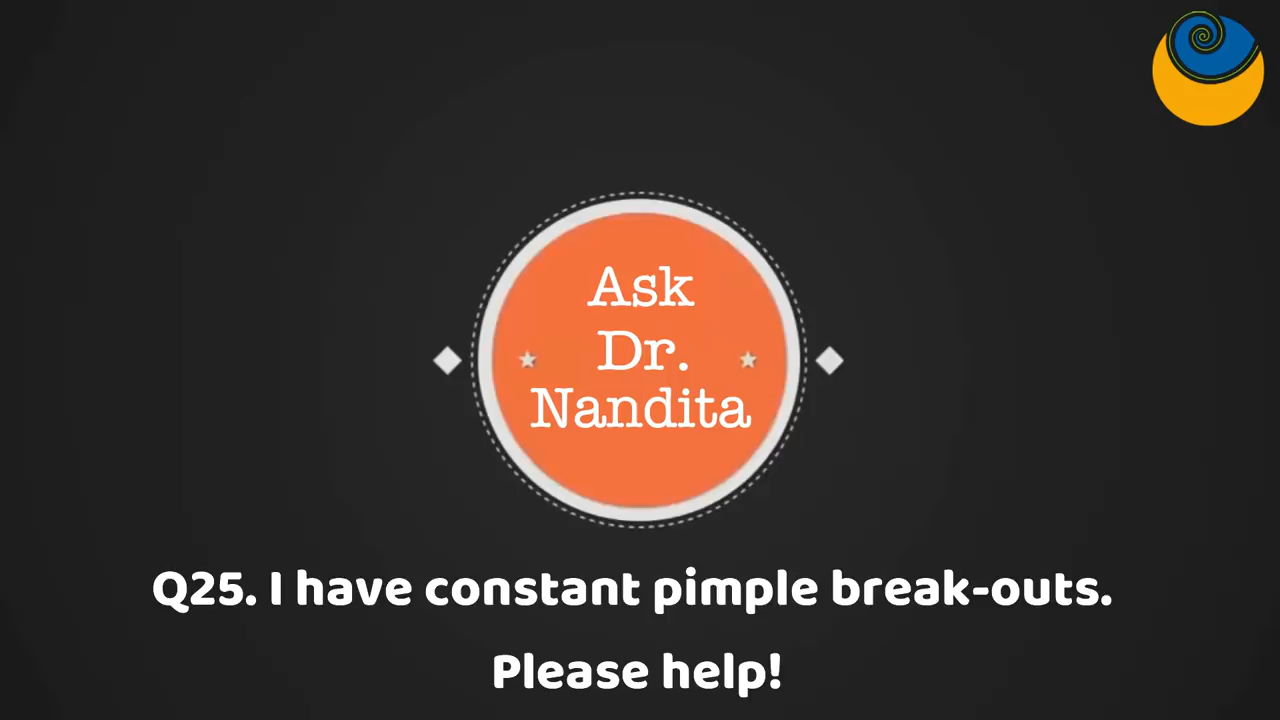 Ask
Dr.
Nandita
Q25. I have constant pimple break-outs.
Please help!